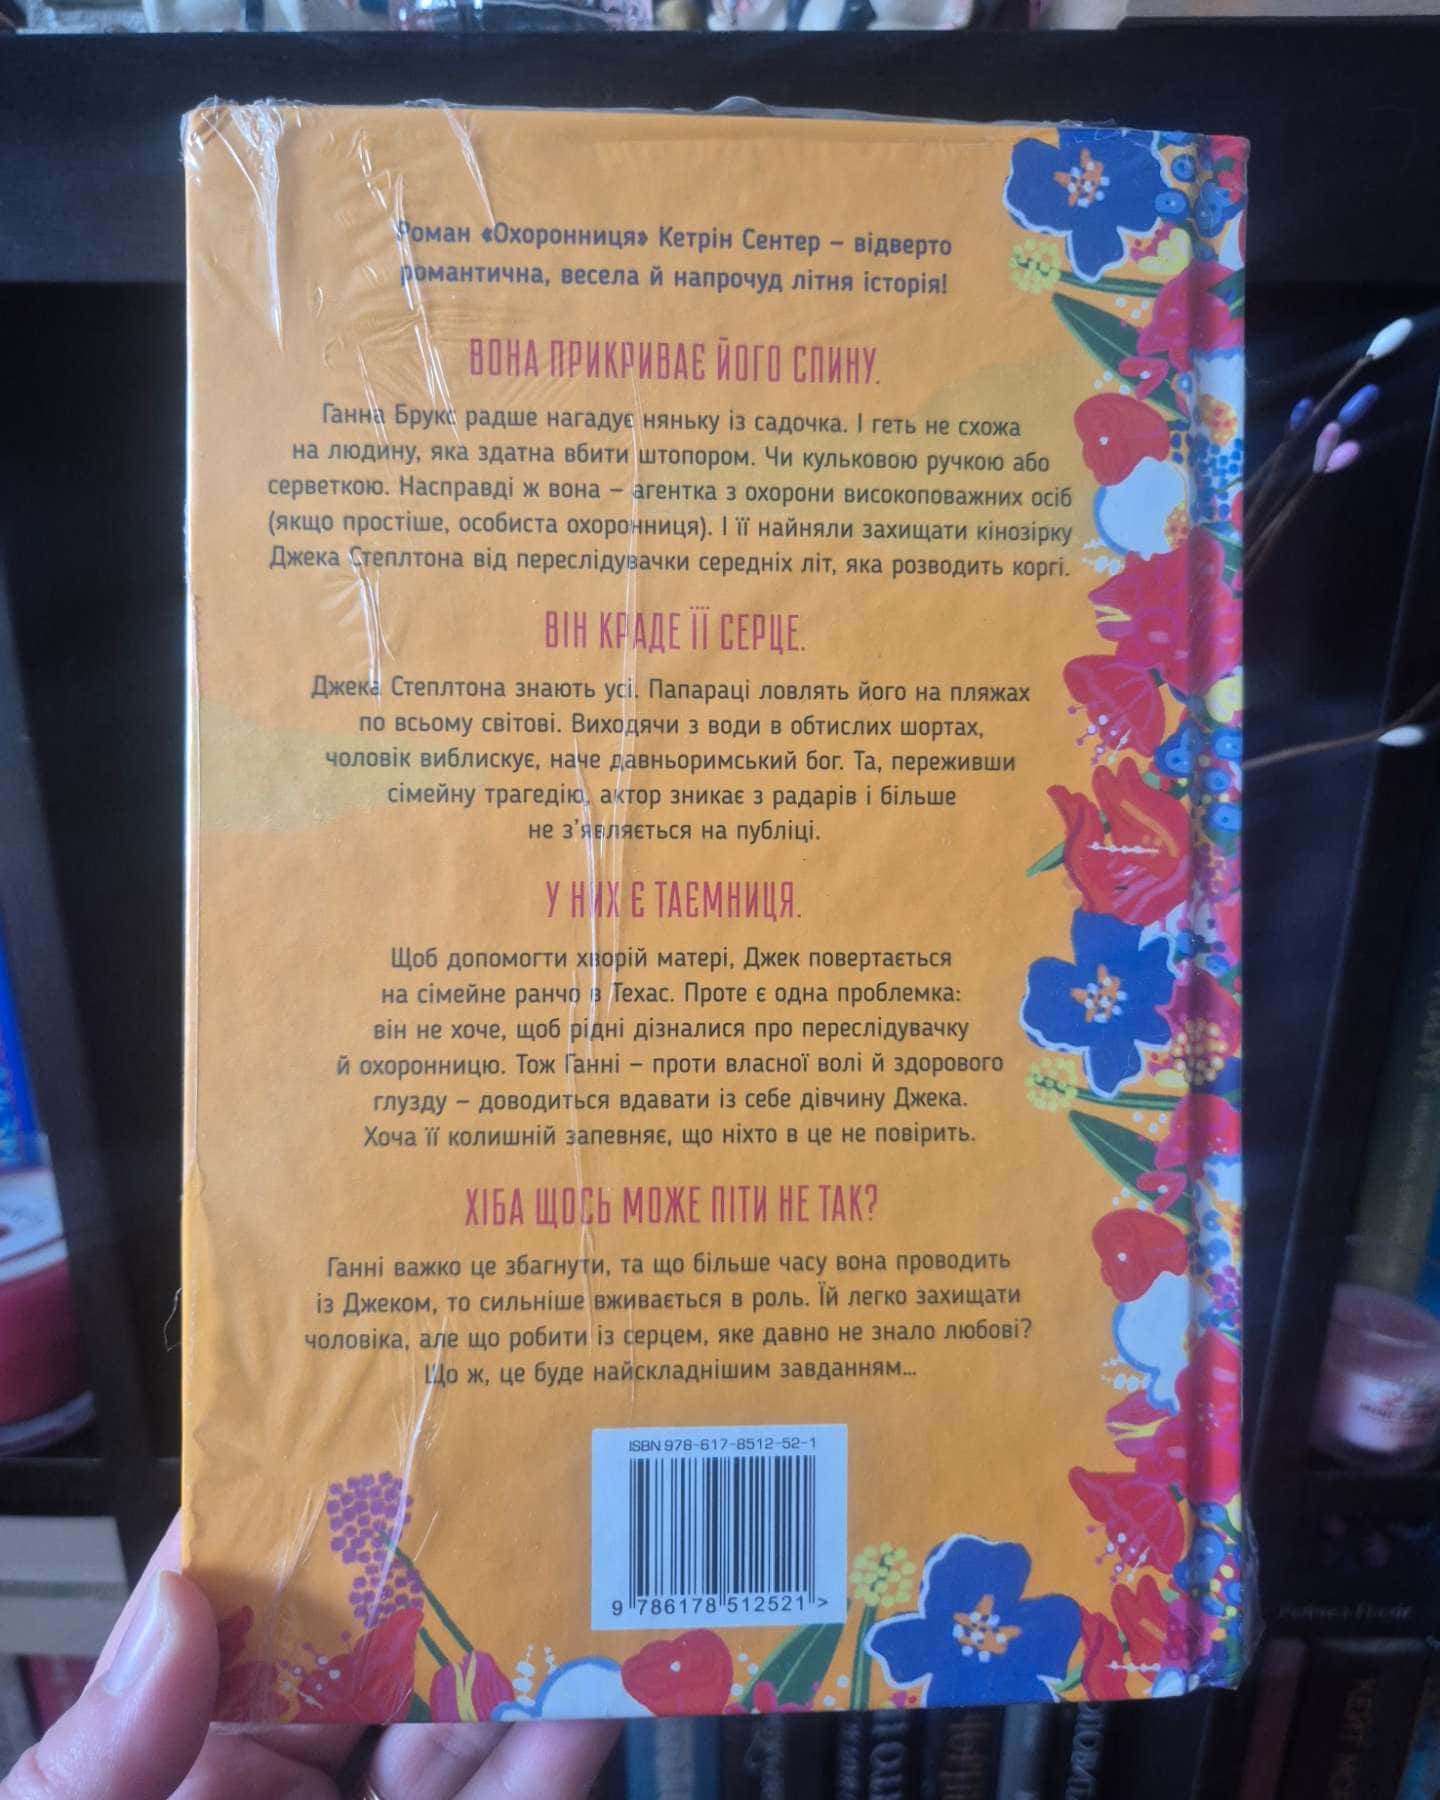 Роман «Охоронниця» Кетрін Сентер – відверто
романтична, весела й напрочуд літня історія!
ВОНА ПРИКРИВАЄ ЙОГО СПИНУ.
Ганна Брукс радше нагадує няньку із садочка. І геть не схожа
на людину, яка здатна вбити штопором. Чи кульковою ручкою або
серветкою. Насправді ж вона – агентка з охорони високоповажних осіб
(якщо простіше, особиста охоронниця). І її найняли захищати кінозірку
Джека Степлтона від переслідувачки середніх літ, яка розводить коргі.
ВІН КРАДЕ ЇЇ СЕРЦЕ.
Джека Степлтона знають усі. Папараці ловлять його на пляжах
по всьому світові. Виходячи з води в обтислих шортах,
чоловік виблискує, наче давньоримський бог. Та, переживши
сімейну трагедію, актор зникає з радарів і більше
не з'являється на публіці.
У НИХ Є ТАЄМНИЦЯ.
Щоб допомогти хворій матері, Джек повертається
на сімейне ранчо в Техас. Проте є одна проблемка:
він не хоче, щоб рідні дізналися про переслідувачку
й охоронницю. Тож Ганні – проти власної волі й здорового
глузду – доводиться вдавати із себе дівчину Джека.
Хоча її колишній запевняє, що ніхто в це не повірить.
ХІБА ЩОСЬ МОЖЕ ПІТИ НЕ ТАК?
Ганні важко це збагнути, та що більше часу вона проводить
із Джеком, то сильніше вживається в роль. Їй легко захищати
чоловіка, але що робити із серцем, яке давно не знало любові?
Що ж, це буде найскладнішим завданням...
ISBN 978-617-8512-52-1
9 786178 512521 >